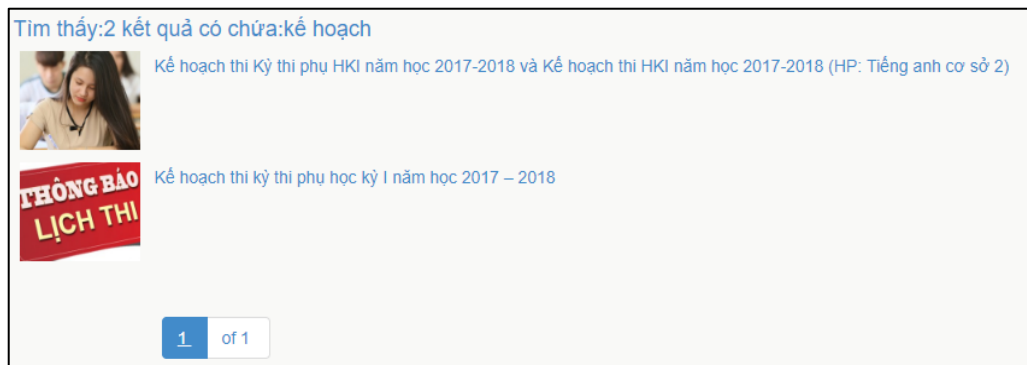 Tìm thấy:2 kết quả có chứa:kế hoạch
Kế hoạch thi Kỳ thi phụ HKI năm học 2017-2018 và Kế hoạch thi HKI năm học 2017-2018 (HP: Tiếng anh cơ sở 2)
THÔNG BÁO
LỊCH THI
Kế hoạch thi kỳ thi phụ học kỳ I năm học 2017 – 2018
1 of 1